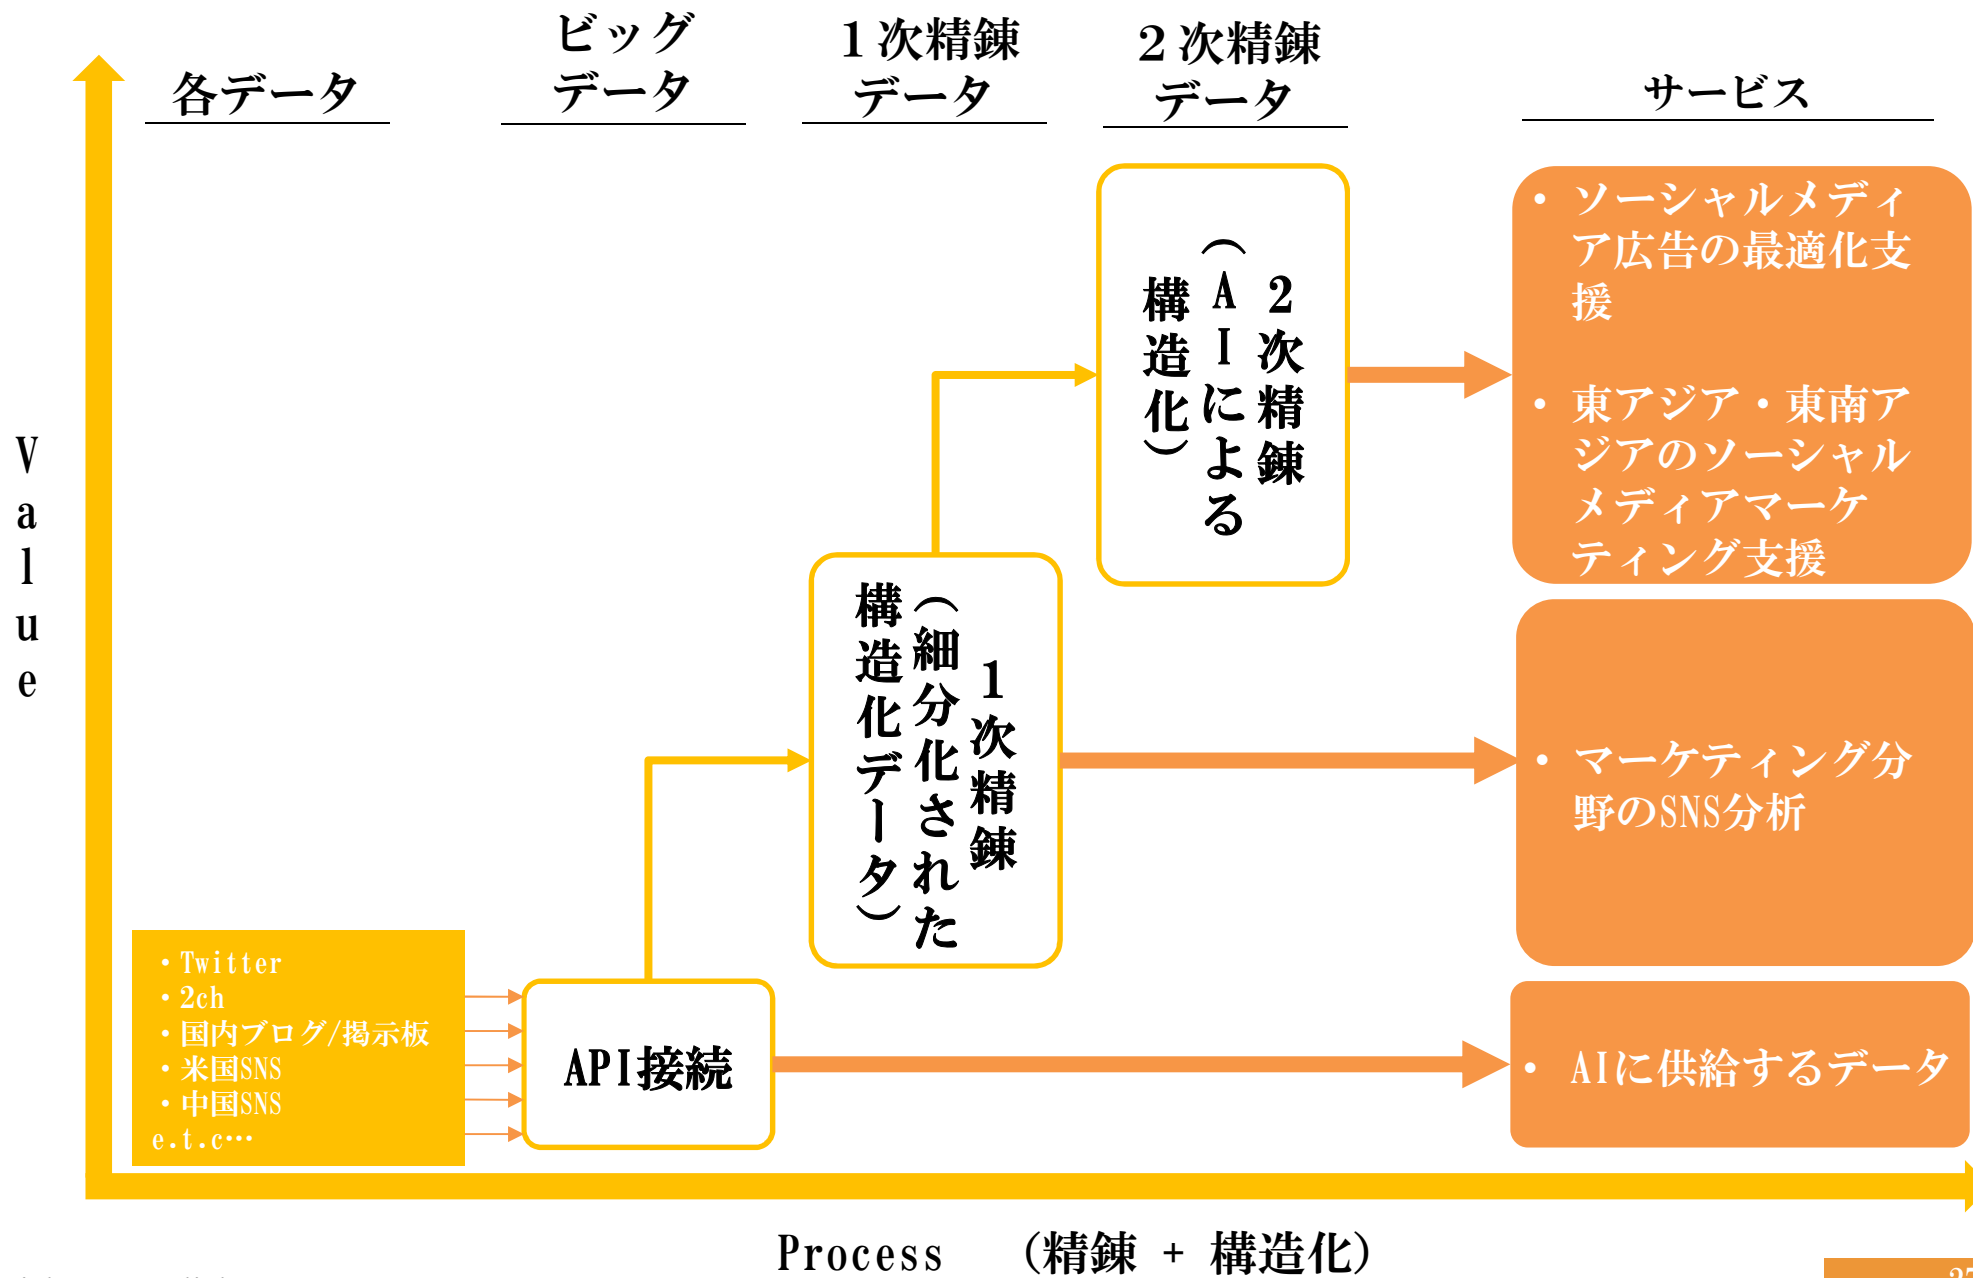 各データ
ビッグ
データ
１次精錬
データ
２次精錬
データ
サービス
Value
２次精錬
（AIによる
構造化）
・ソーシャルメディ
ア広告の最適化支
援
・東アジア・東南ア
ジアのソーシャル
メディアマーケ
ティング支援
１次精錬
（細分化された
構造化データ）
・マーケティング分
野のSNS分析
・Twitter
・2ch
・国内ブログ/掲示板
・米国SNS
・中国SNS
e.t.c…
API接続
・AIに供給するデータ
Process （精錬 + 構造化）